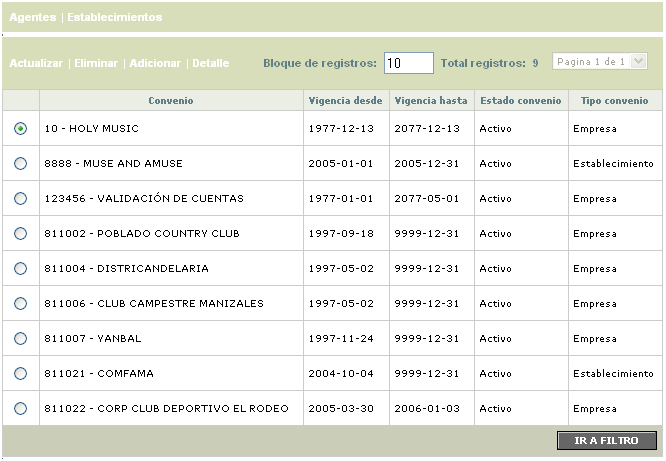 Agentes | Establecimientos
Actualizar | Eliminar | Adicionar | Detalle Bloque de registros: 10 Total registros: 9 Pagina 1 de 1
Convenio Vigencia desde Vigencia hasta Estado convenio Tipo convenio
10 - HOLY MUSIC 1977-12-13 2077-12-13 Activo Empresa
8888 - MUSE AND AMUSE 2005-01-01 2005-12-31 Activo Establecimiento
123456 - VALIDACIÓN DE CUENTAS 1977-01-01 2077-05-01 Activo Empresa
811002 - POBLADO COUNTRY CLUB 1997-09-18 9999-12-31 Activo Empresa
811004 - DISTRICANDELARIA 1997-05-02 9999-12-31 Activo Empresa
811006 - CLUB CAMPESTRE MANIZALES 1997-05-02 9999-12-31 Activo Empresa
811007 - YANBAL 1997-11-24 9999-12-31 Activo Empresa
811021 - COMFAMA 2004-10-04 9999-12-31 Activo Establecimiento
811022 - CORP CLUB DEPORTIVO EL RODEO 2005-03-30 2006-01-03 Activo Empresa
IR A FILTRO